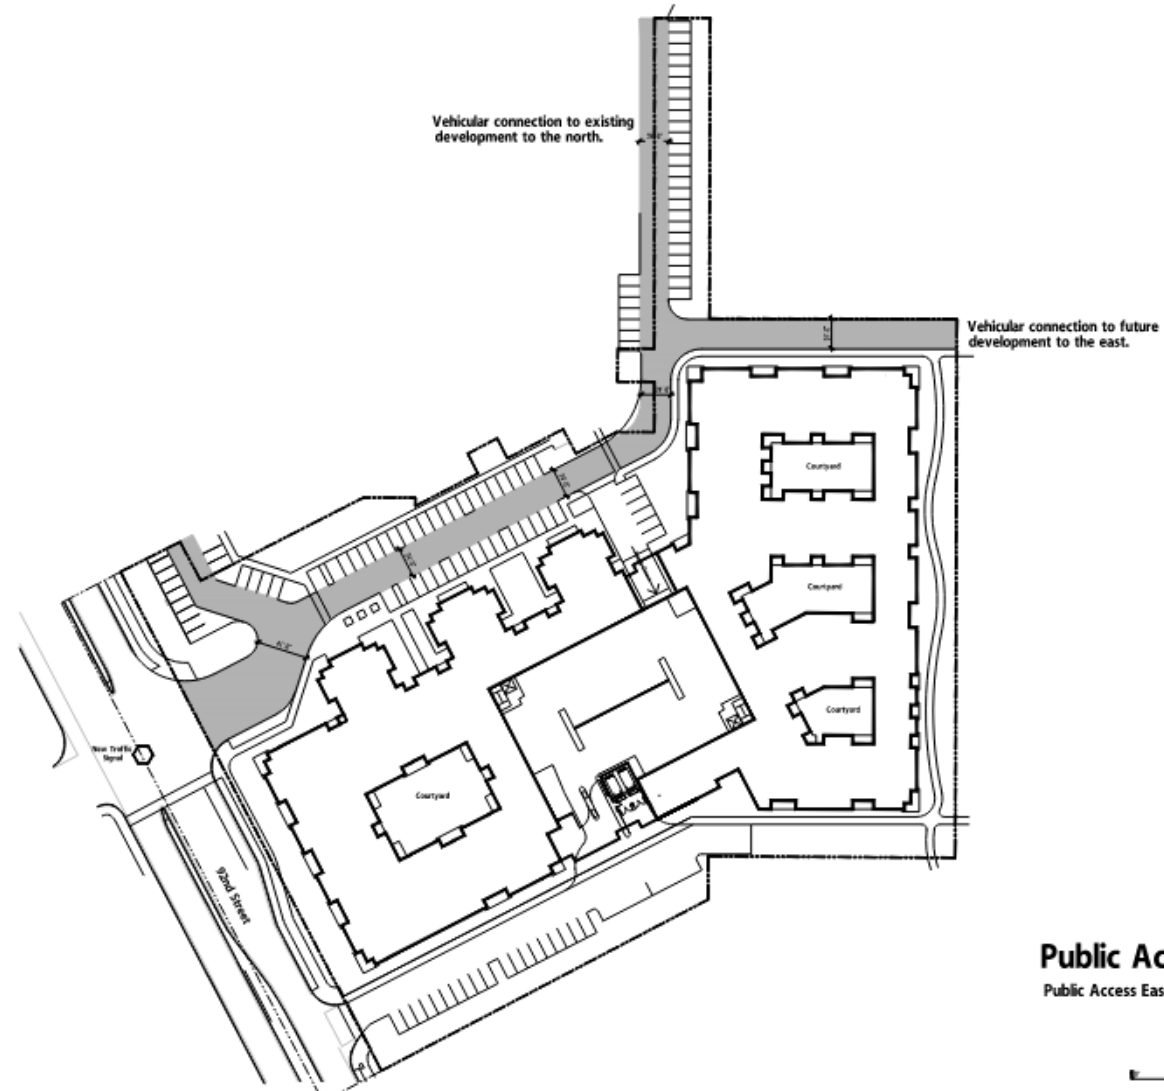 Vehicular connection to existing
development to the north.
Vehicular connection to future
development to the east.
Courtyard
Courtyard
Courtyard
Courtyard
New Traffic
Signal
92nd Street
Public Ac
Public Access Eas